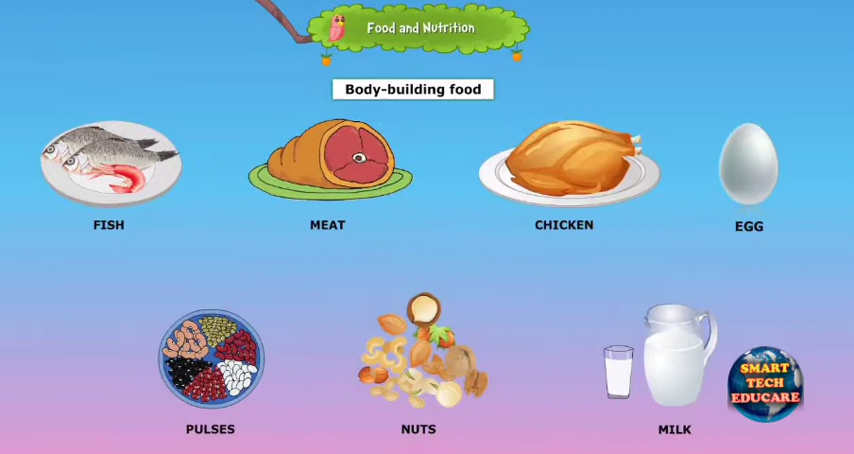 Food and Nutrition
Body-building food
FISH
MEAT
CHICKEN
EGG
PULSES
NUTS
MILK
SMART
TECH
EDUCARE